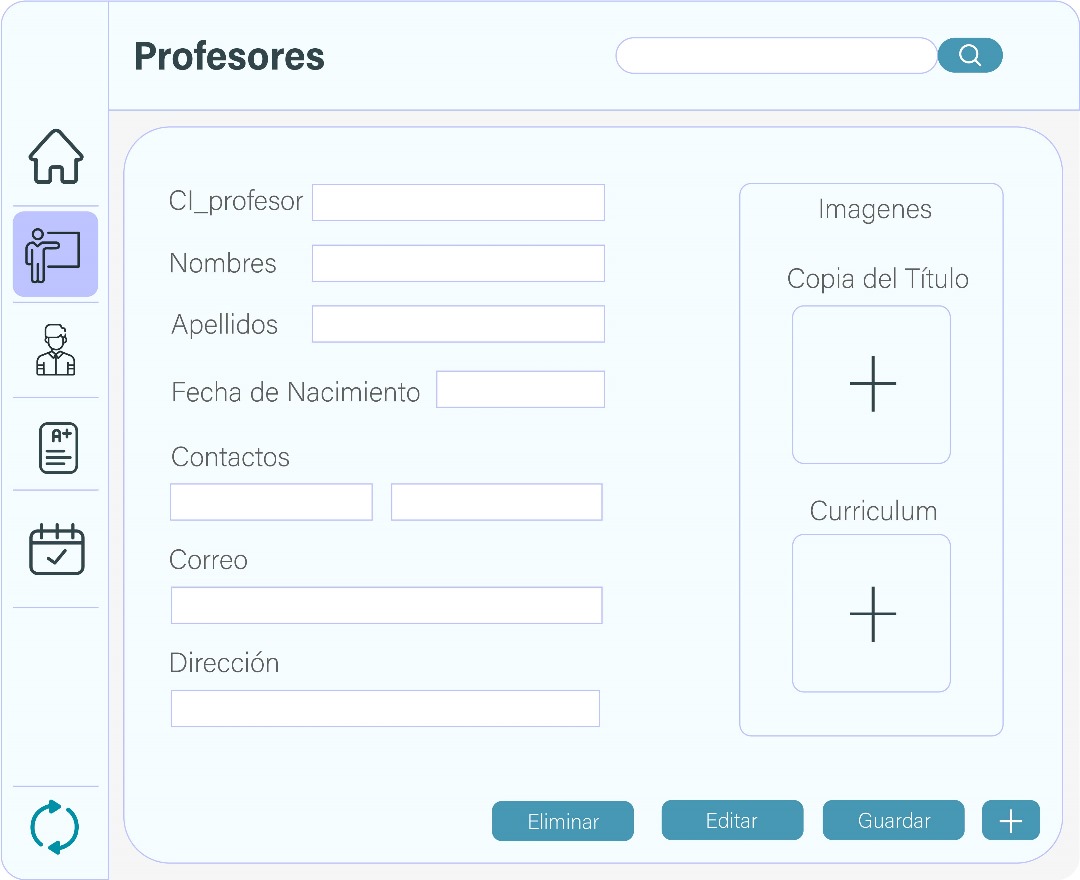 Profesores
CI_profesor
Nombres
Apellidos
Fecha de Nacimiento
Contactos
Correo
Dirección
Imagenes
Copia del Título
Curriculum
A+
Eliminar
Editar
Guardar